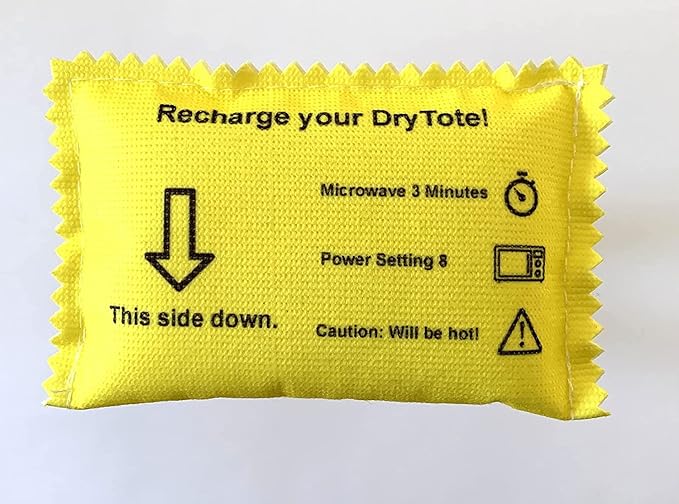 Recharge your DryTote!
Microwave 3 Minutes
Power Setting 8
This side down.
Caution: Will be hot!